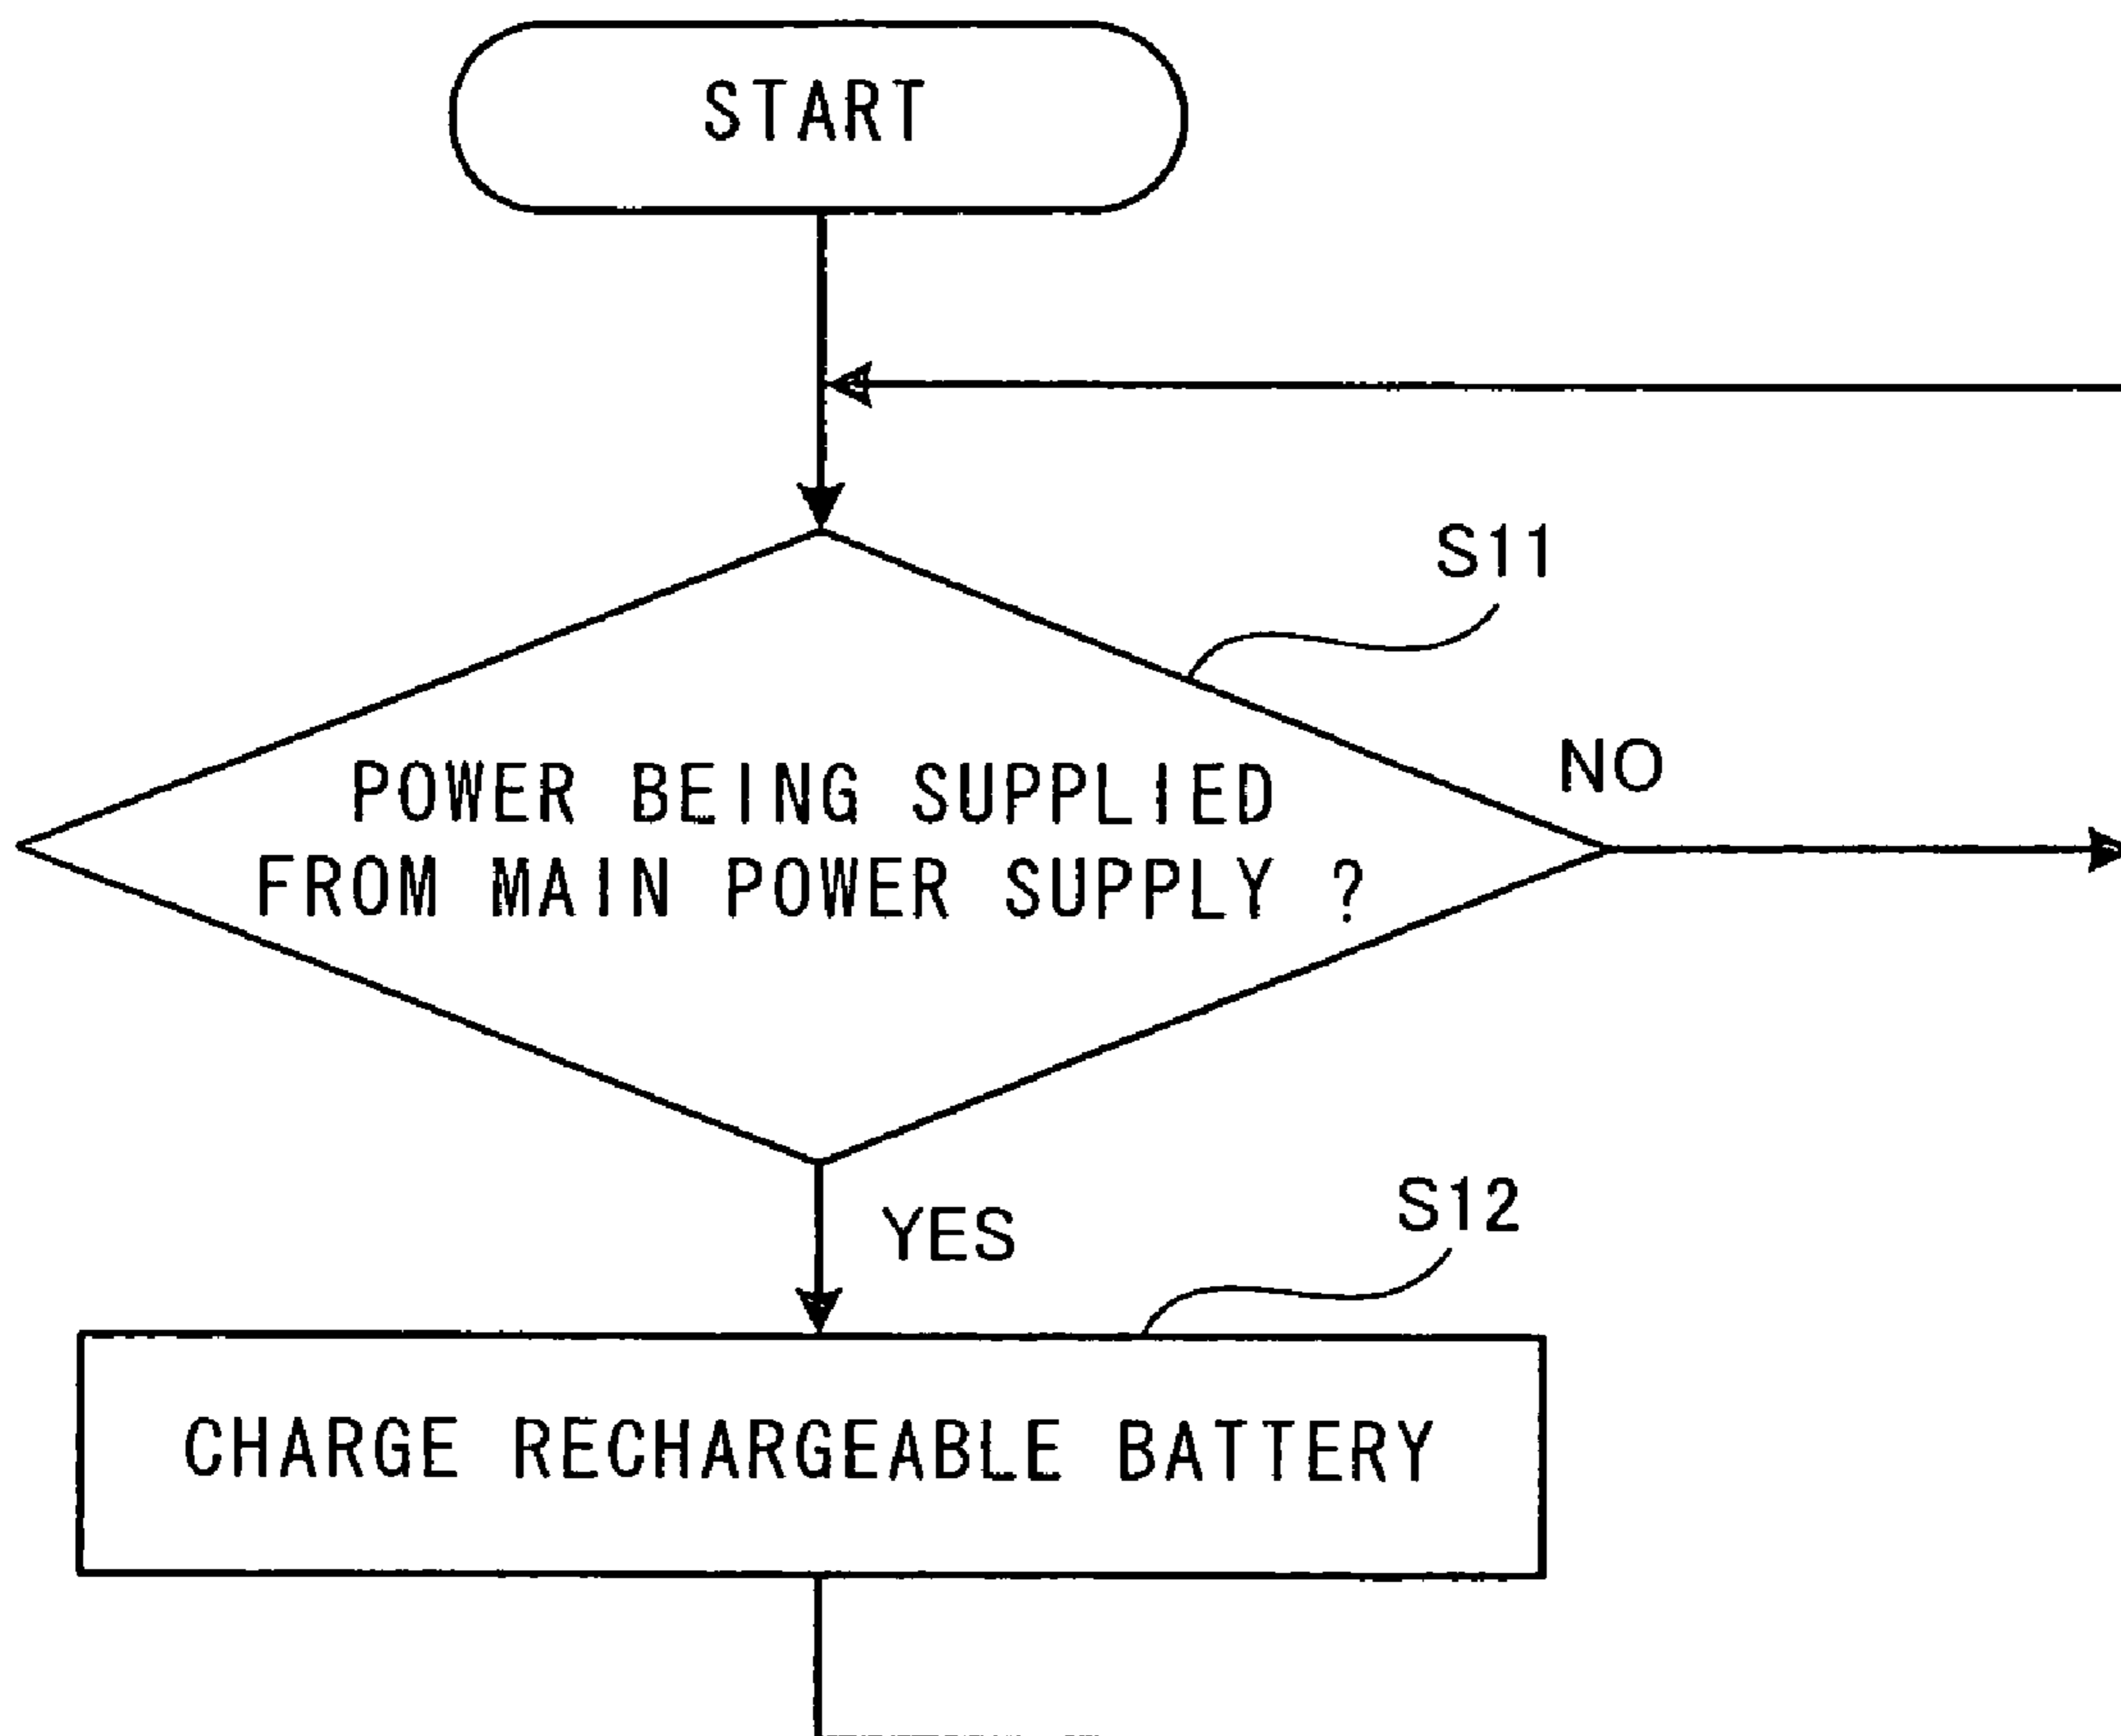 START
S11
NO
POWER BEING SUPPLIED
FROM MAIN POWER SUPPLY ?
YES
S12
CHARGE RECHARGEABLE BATTERY